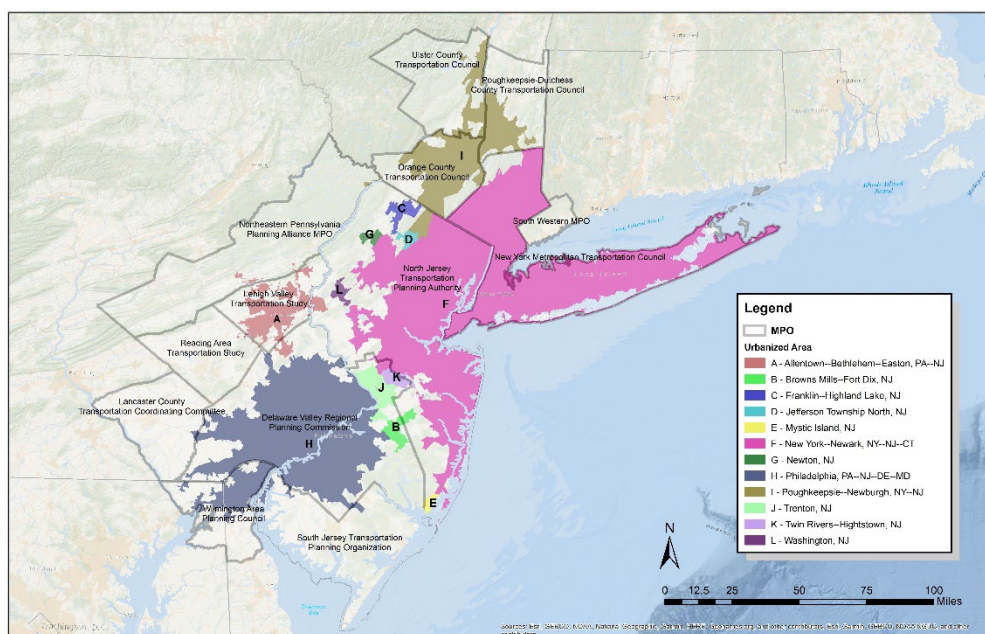 Ulster County
Transportation Council
Poughkeepsie-Dutchess
County Transportation Council
I
Orange County
Transportation Council
C
South Western MPO
Northeastern Pennsylvania
Planning Alliance MPO
G
D
New York Metropolitan Transportation Council
North Jersey
Transportation
Planning Authority
F
L
Lehigh Valley
Transportation Study
A
Reading Area
Transportation Study
K
J
Lancaster County
Transportation Coordinating Committee
Delaware Valley Regional
Planning Commission
B
H
E
Wilmington Area
Planning Council
South Jersey Transportation
Planning Organization
Legend
MPO
Urbanized Area
A - Allentown--Bethlehem--Easton, PA--NJ
B - Browns Mills--Fort Dix, NJ
C - Franklin--Highland Lake, NJ
D - Jefferson Township North, NJ
E - Mystic Island, NJ
F - New York--Newark, NY--NJ--CT
G - Newton, NJ
H - Philadelphia, PA--NJ--DE--MD
I - Poughkeepsie--Newburgh, NY--NJ
J - Trenton, NJ
K - Twin Rivers--Hightstown, NJ
L - Washington, NJ
N
0 12.5 25 50 75 100
Miles